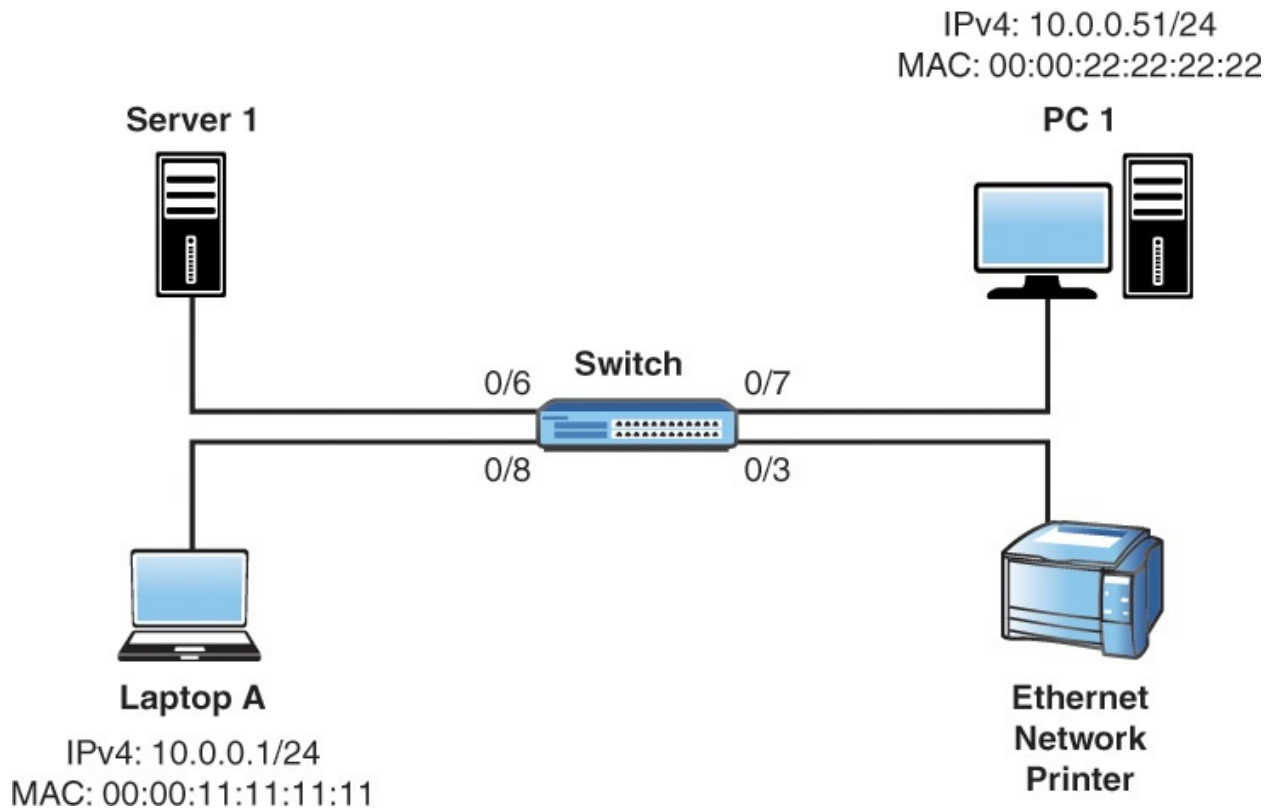 IPv4: 10.0.0.51/24
MAC: 00:00:22:22:22:22
Server 1
PC 1
Switch
0/6
0/7
0/8
0/3
Laptop A
IPv4: 10.0.0.1/24
MAC: 00:00:11:11:11:11
Ethernet
Network
Printer